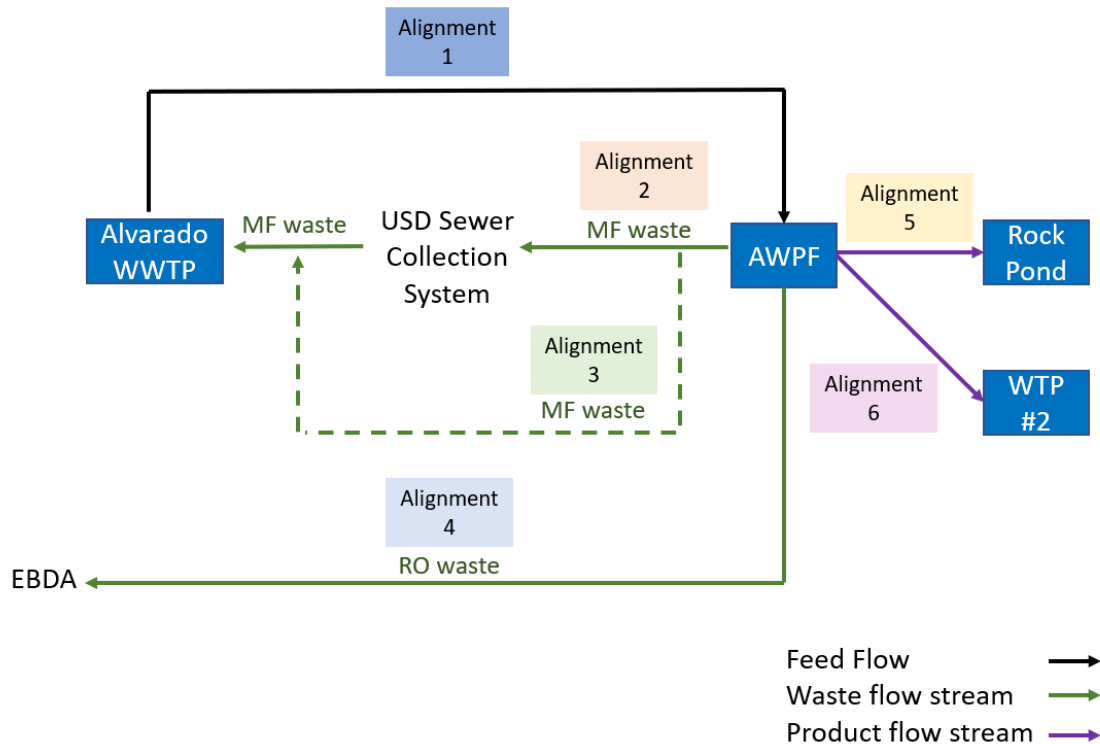 Alignment
1
Alignment
2
Alignment
5
MF waste
USD Sewer
Collection
System
MF waste
Alvarado
WWTP
AWPF
Rock
Pond
Alignment
3
MF waste
Alignment
6
WTP
#2
Alignment
4
RO waste
EBDA
Feed Flow
Waste flow stream
Product flow stream